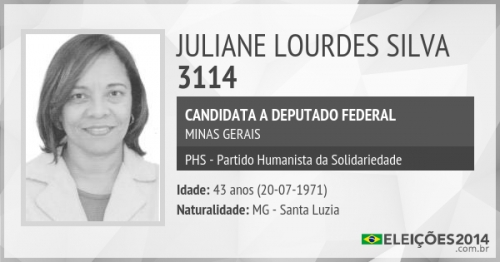 JULIANE LOURDES SILVA
3114
CANDIDATA A DEPUTADO FEDERAL
MINAS GERAIS
PHS - Partido Humanista da Solidariedade
Idade: 43 anos (20-07-1971)
Naturalidade: MG - Santa Luzia
ELEIÇÕES2014
.com.br